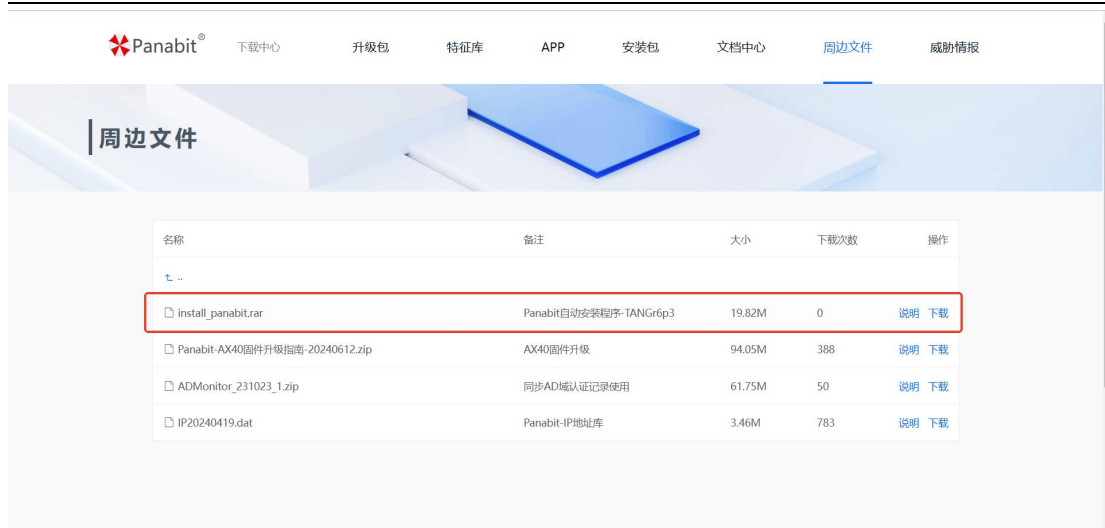 Panabit® 下载中心 升级包 特征库 APP 安装包 文档中心 周边文件 威胁情报
周边文件
名称 备注 大小 下载次数 操作
..
install_panabit.rar Panabit自动安装程序-TANGr6p3 19.82M 0 说明 下载
Panabit-AX40固件升级指南-20240612.zip AX40固件升级 94.05M 388 说明 下载
ADMonitor_231023_1.zip 同步AD域认证记录使用 61.75M 50 说明 下载
IP20240419.dat Panabit-IP地址库 3.46M 783 说明 下载